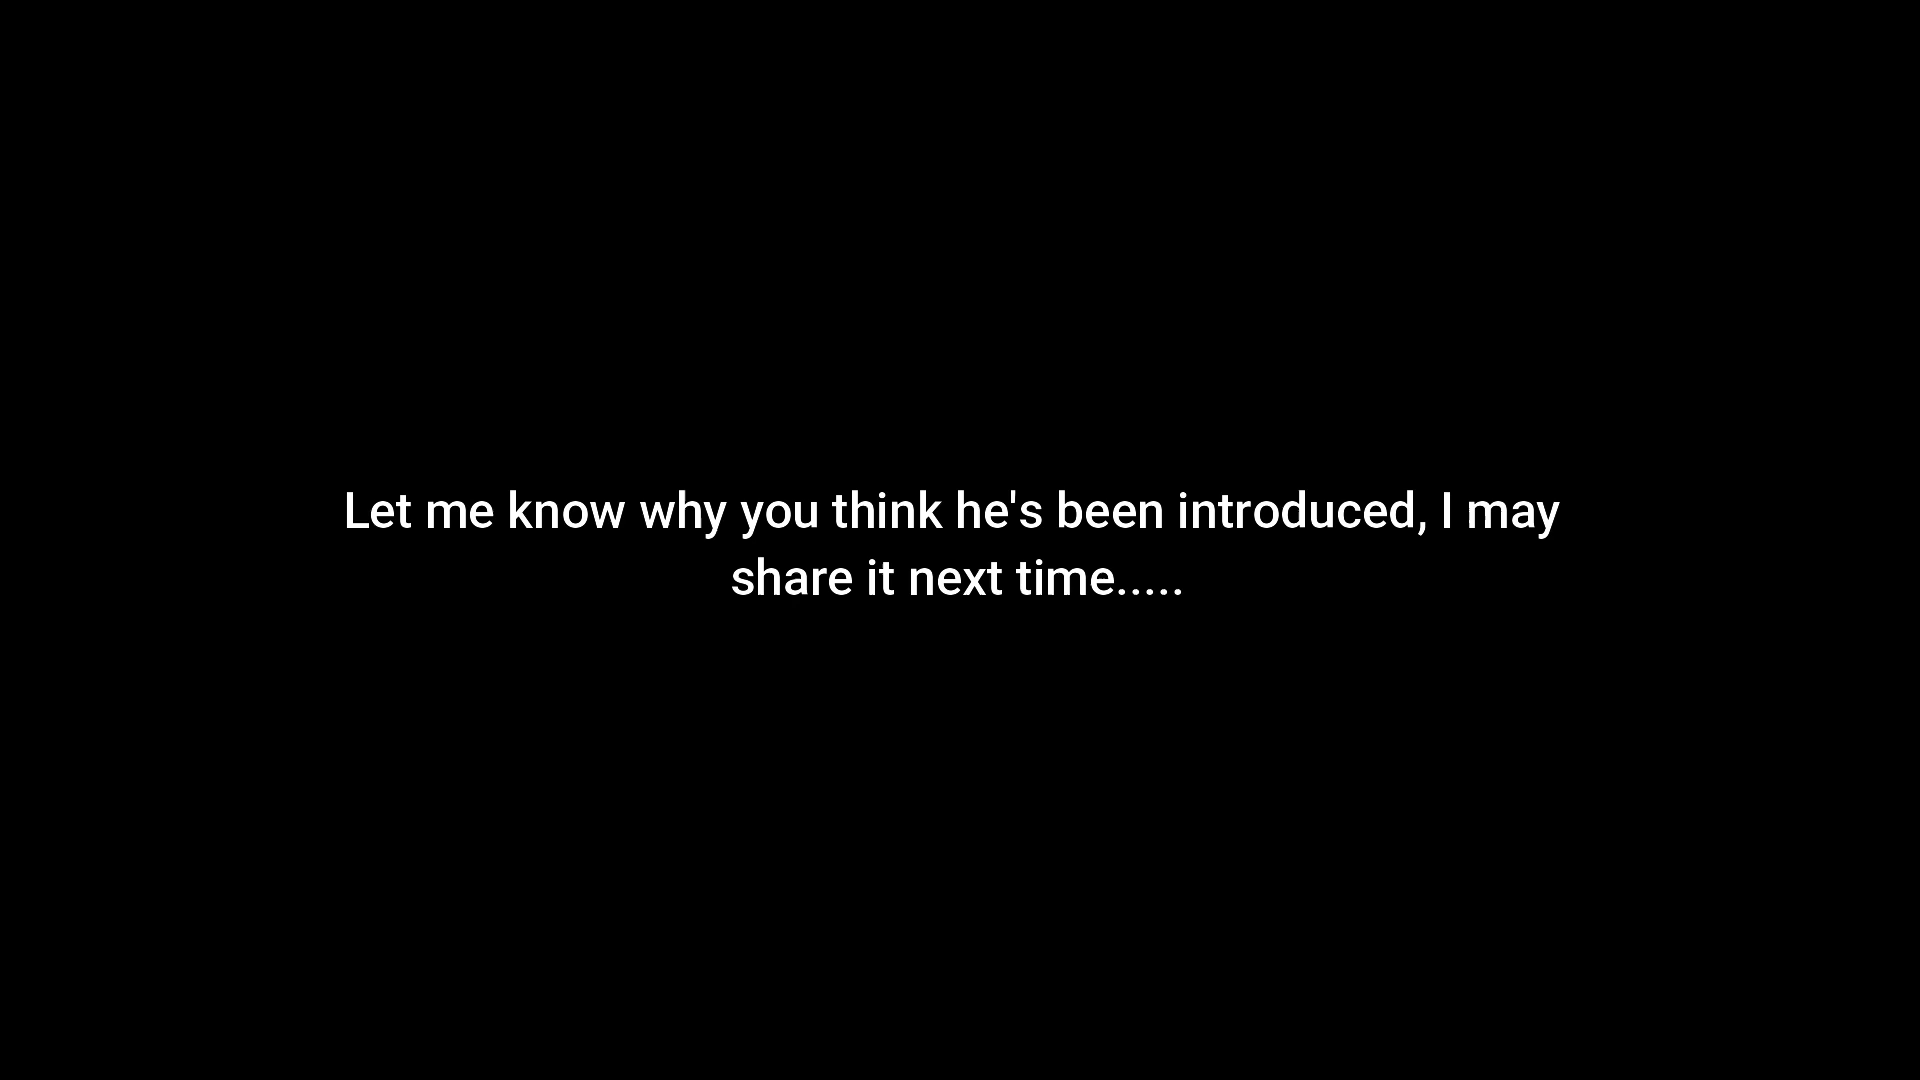 Let me know why you think he's been introduced, I may
share it next time.....